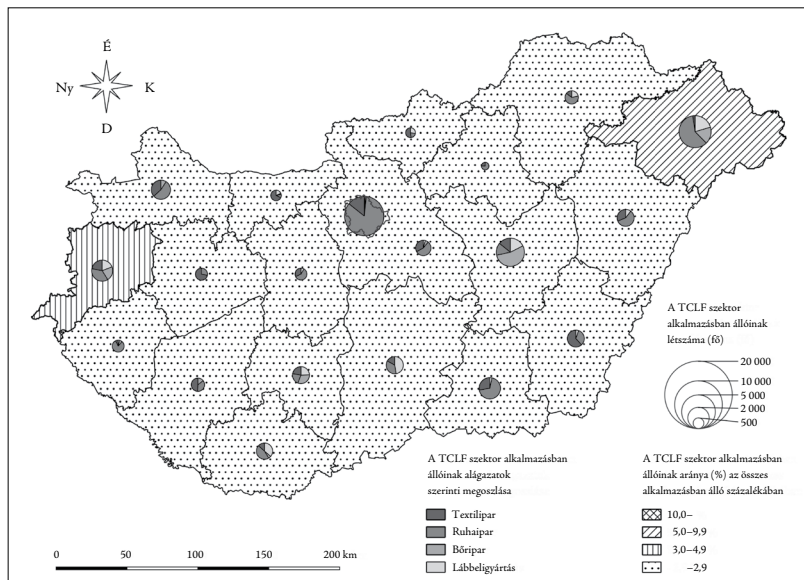 É
Ny
K
D
A TCLF szektor
alkalmazásban állóinak
létszáma (fő)
20 000
10 000
5 000
2 000
500
A TCLF szektor alkalmazásban
állóinak alágazatok
szerinti megoszlása
Textilipar
Ruhaipar
Bőripar
Lábbeligyártás
A TCLF szektor alkalmazásban
állóinak aránya (%) az összes
alkalmazásban álló százalékában
10,0–
5,0–9,9
3,0–4,9
–2,9
0
50
100
150
200 km